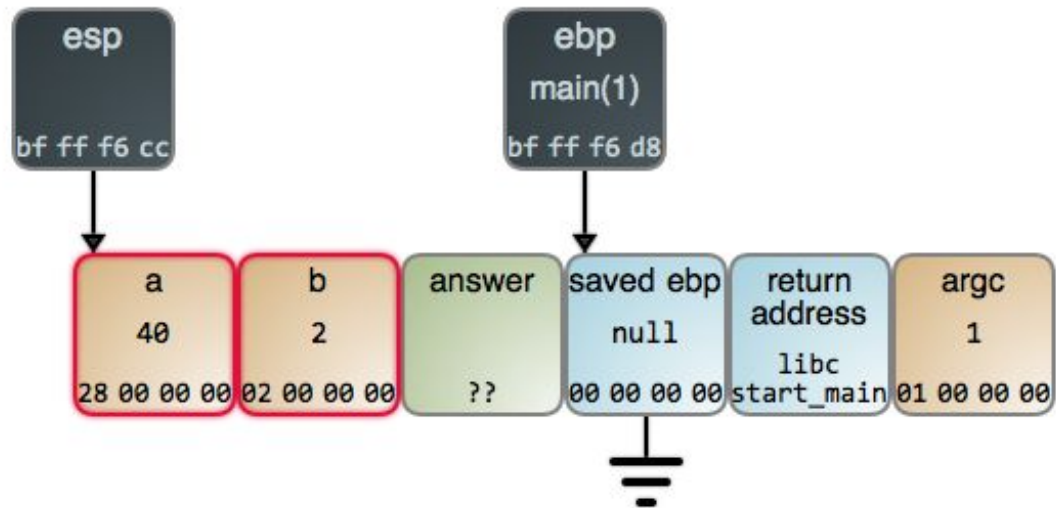 esp
bf ff f6 cc
ebp
main(1)
bf ff f6 d8
a
40
28 00 00 00
b
2
02 00 00 00
answer
??
saved ebp
null
00 00 00 00
return
address
libc
start_main
argc
1
01 00 00 00